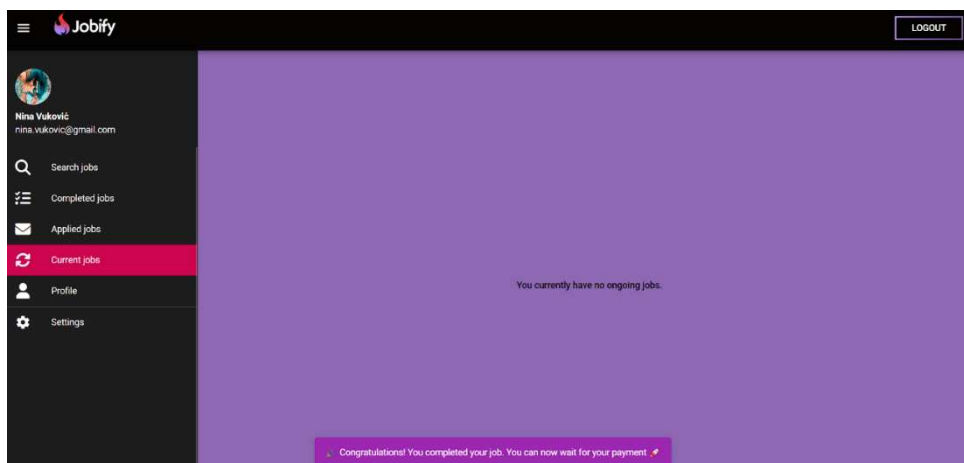 Jobify
LOGOUT
Nina Vuković
nina.vukovic@gmail.com
Search jobs
Completed jobs
Applied jobs
Current jobs
Profile
Settings
You currently have no ongoing jobs.
Congratulations! You completed your job. You can now wait for your payment 🚀